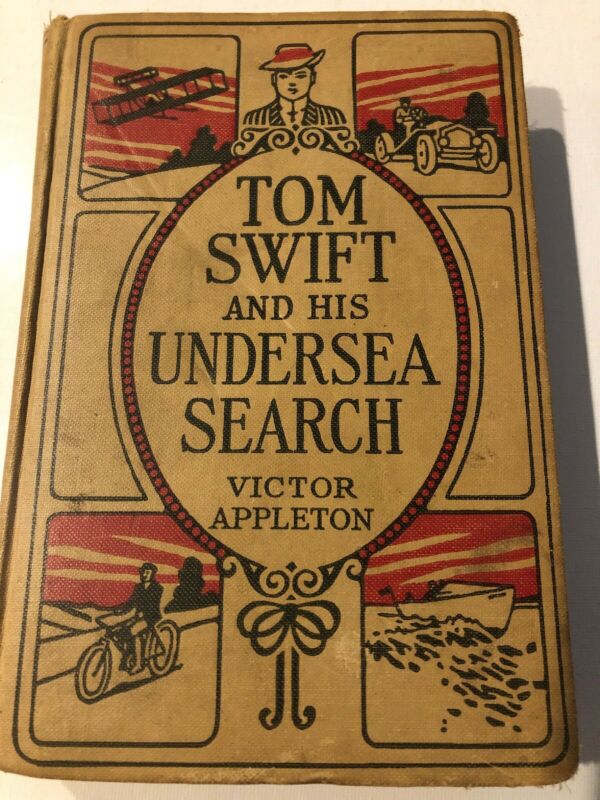 TOM
SWIFT
AND HIS
UNDERSEA
SEARCH
VICTOR
APPLETON